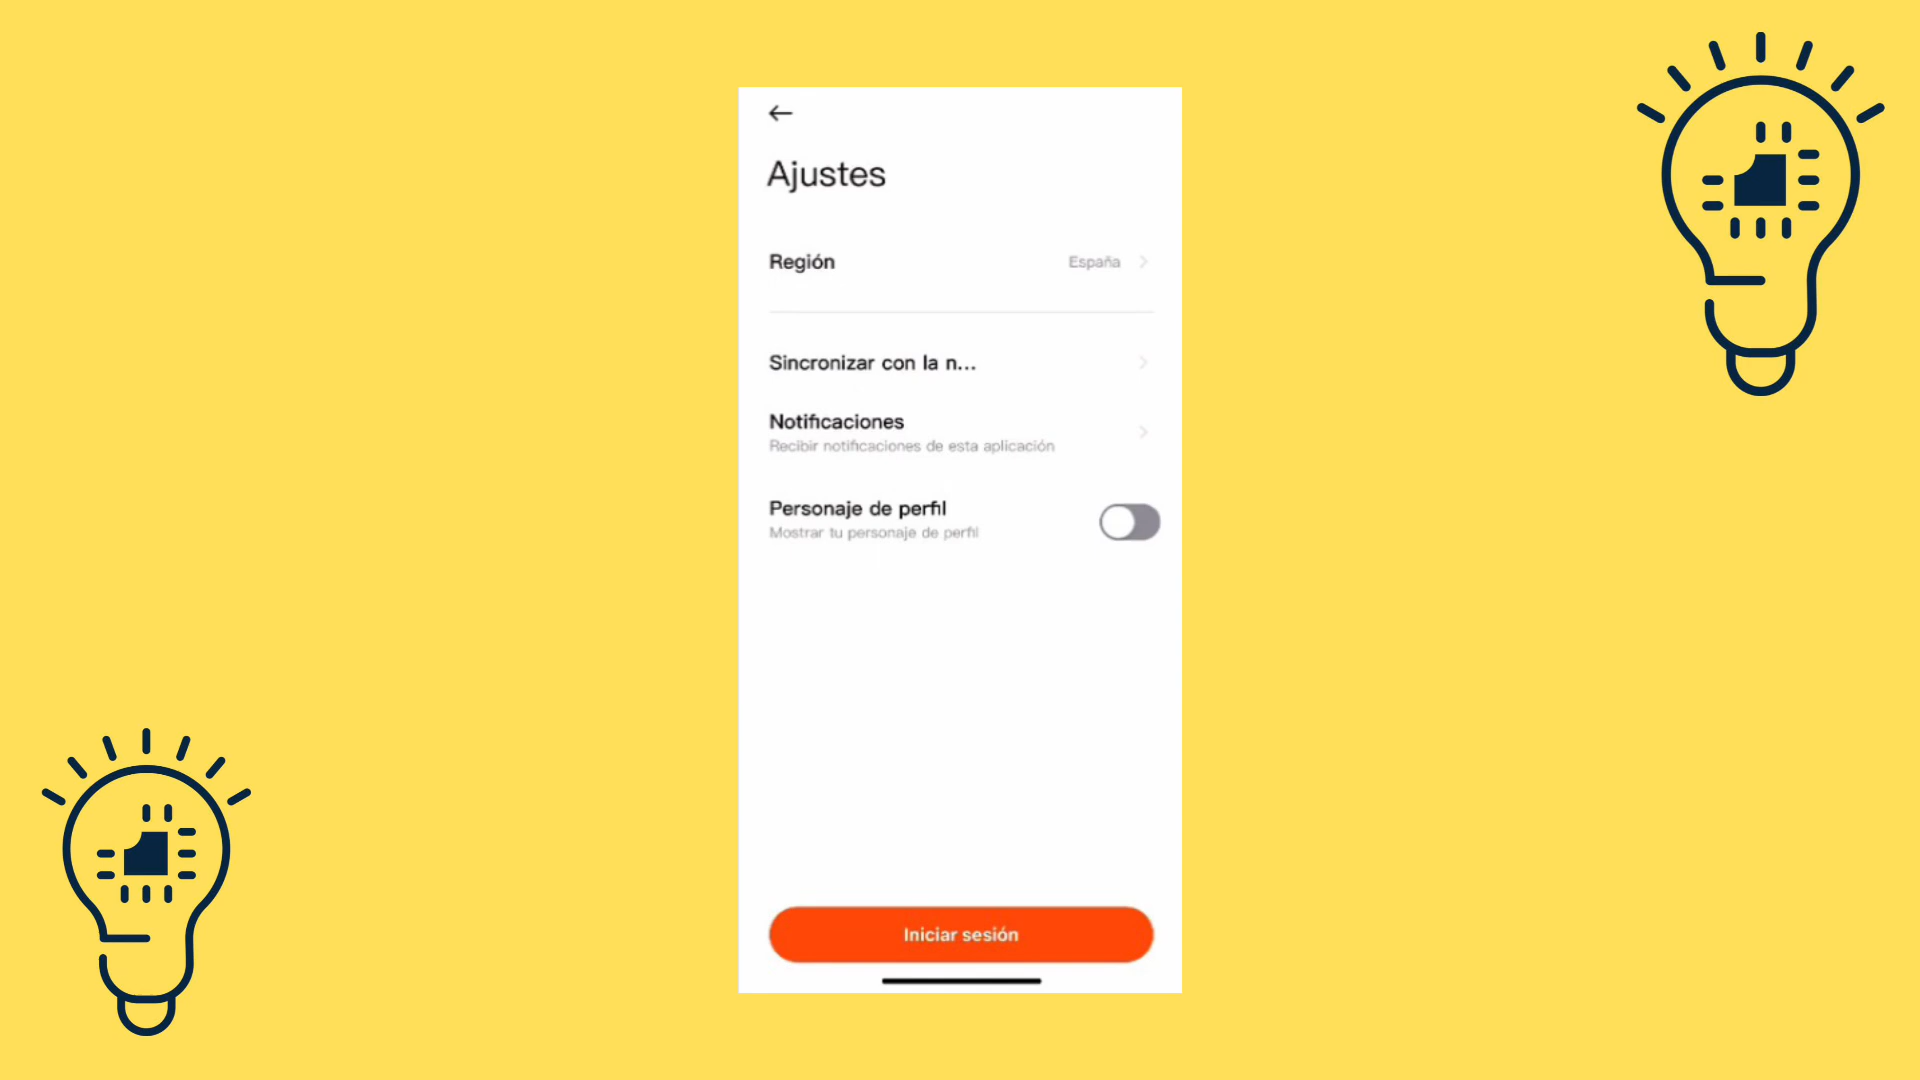 Ajustes
Región España
Sincronizar con la n...
Notificaciones
Recibir notificaciones de esta aplicación
Personaje de perfil
Mostrar tu personaje de perfil
Iniciar sesión